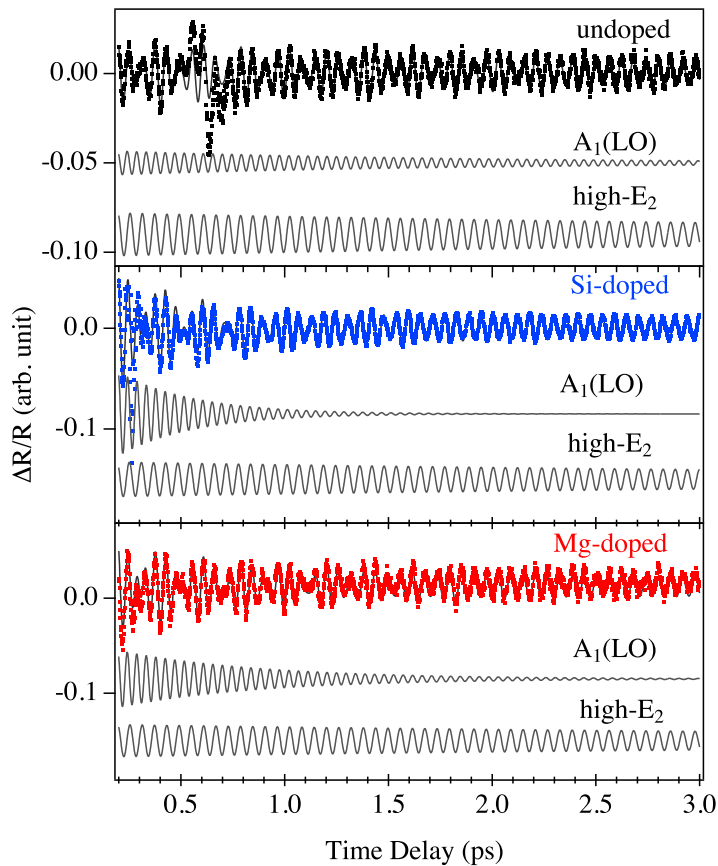 undoped
0.00
A₁(LO)
-0.05
high-E₂
-0.10
Si-doped
0.0
A₁(LO)
-0.1
high-E₂
Mg-doped
0.0
A₁(LO)
-0.1
high-E₂
ΔR/R (arb. unit)
0.5 1.0 1.5 2.0 2.5 3.0
Time Delay (ps)